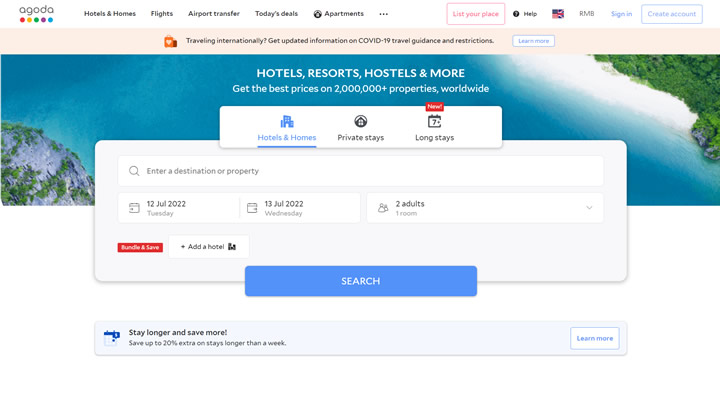 agoda
Hotels & Homes
Flights
Airport transfer
Today's deals
Apartments
List your place
Help
RMB
Sign in
Create account
Traveling internationally? Get updated information on COVID-19 travel guidance and restrictions.
Learn more
HOTELS, RESORTS, HOSTELS & MORE
Get the best prices on 2,000,000+ properties, worldwide
New!
Hotels & Homes
Private stays
Long stays
Enter a destination or property
12 Jul 2022
Tuesday
13 Jul 2022
Wednesday
2 adults
1 room
Bundle & Save
+ Add a hotel
SEARCH
Stay longer and save more!
Save up to 20% extra on stays longer than a week.
Learn more